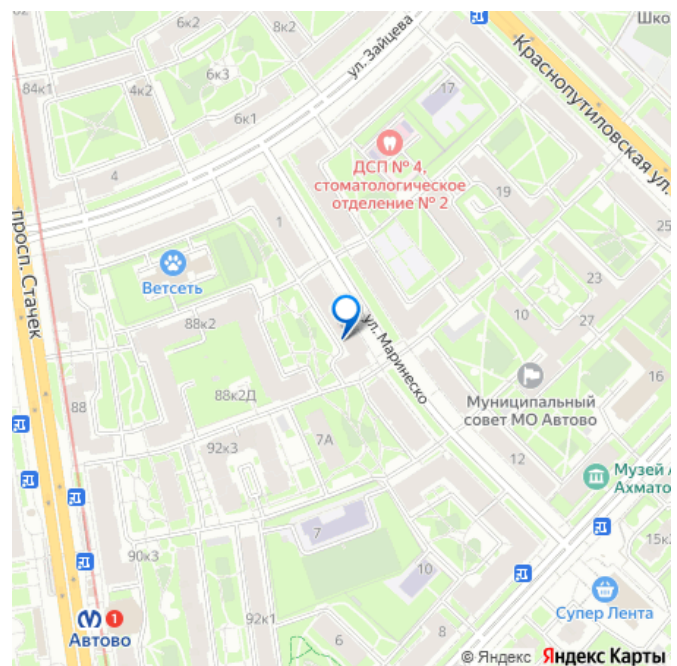 6к2
8к2
Шко
84к1
6к3
4к2
ул. Зайцева
17
Краснопутиловская ул.
6к1
4
ДСП № 4,
стоматологическое
отделение № 2
19
1
25
просп. Стачек
Ветсеть
23
88к2
ул. Маринеско
10
27
88к2Д
Муниципальный
совет МО Автово
16
88
92к3
7А
12
Музей А
Ахмато
7
90к3
15к2
10
Супер Лента
1
Автово
92к1
6
8
© Яндекс Яндекс Карты